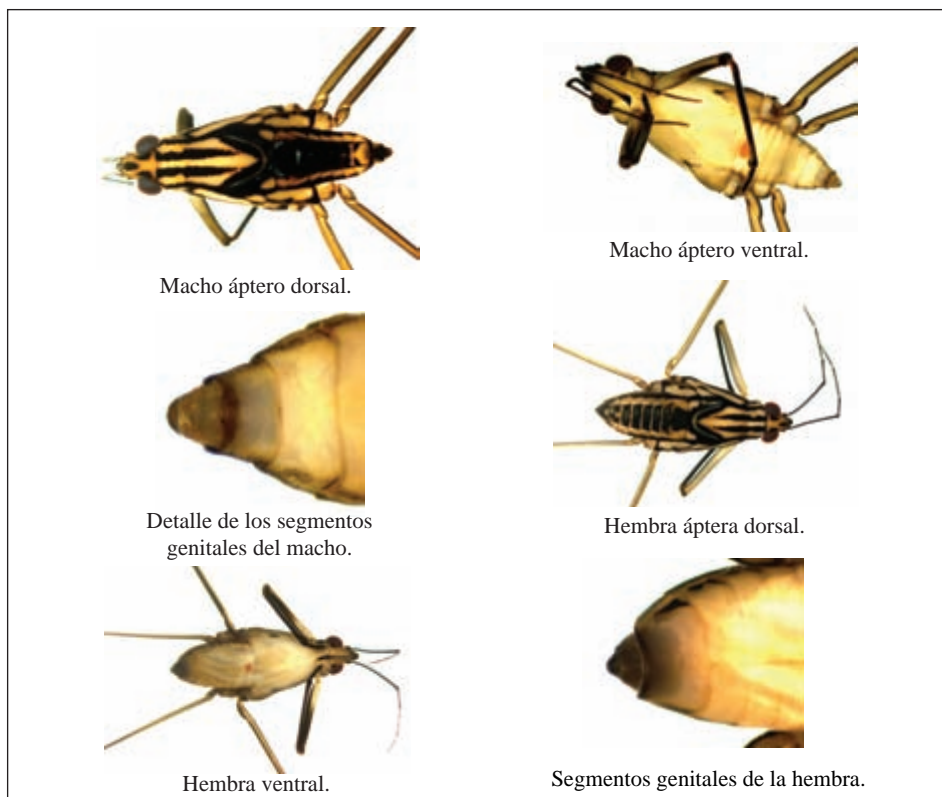 Macho áptero dorsal.
Macho áptero ventral.
Detalle de los segmentos
genitales del macho.
Hembra áptera dorsal.
Hembra ventral.
Segmentos genitales de la hembra.